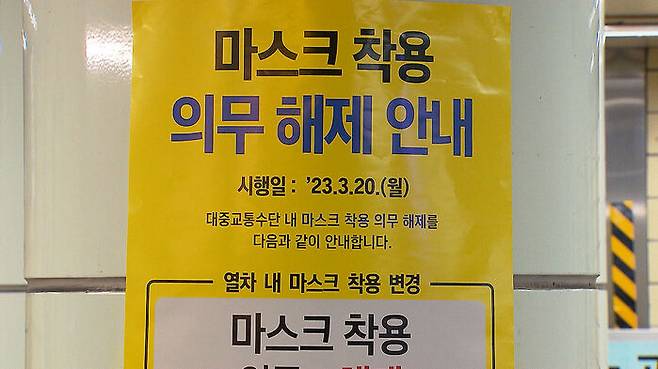 마스크 착용
의무 해제 안내
시행일 : ’23.3.20.(월)
대중교통수단 내 마스크 착용 의무 해제를
다음과 같이 안내합니다.
열차 내 마스크 착용 변경
마스크 착용